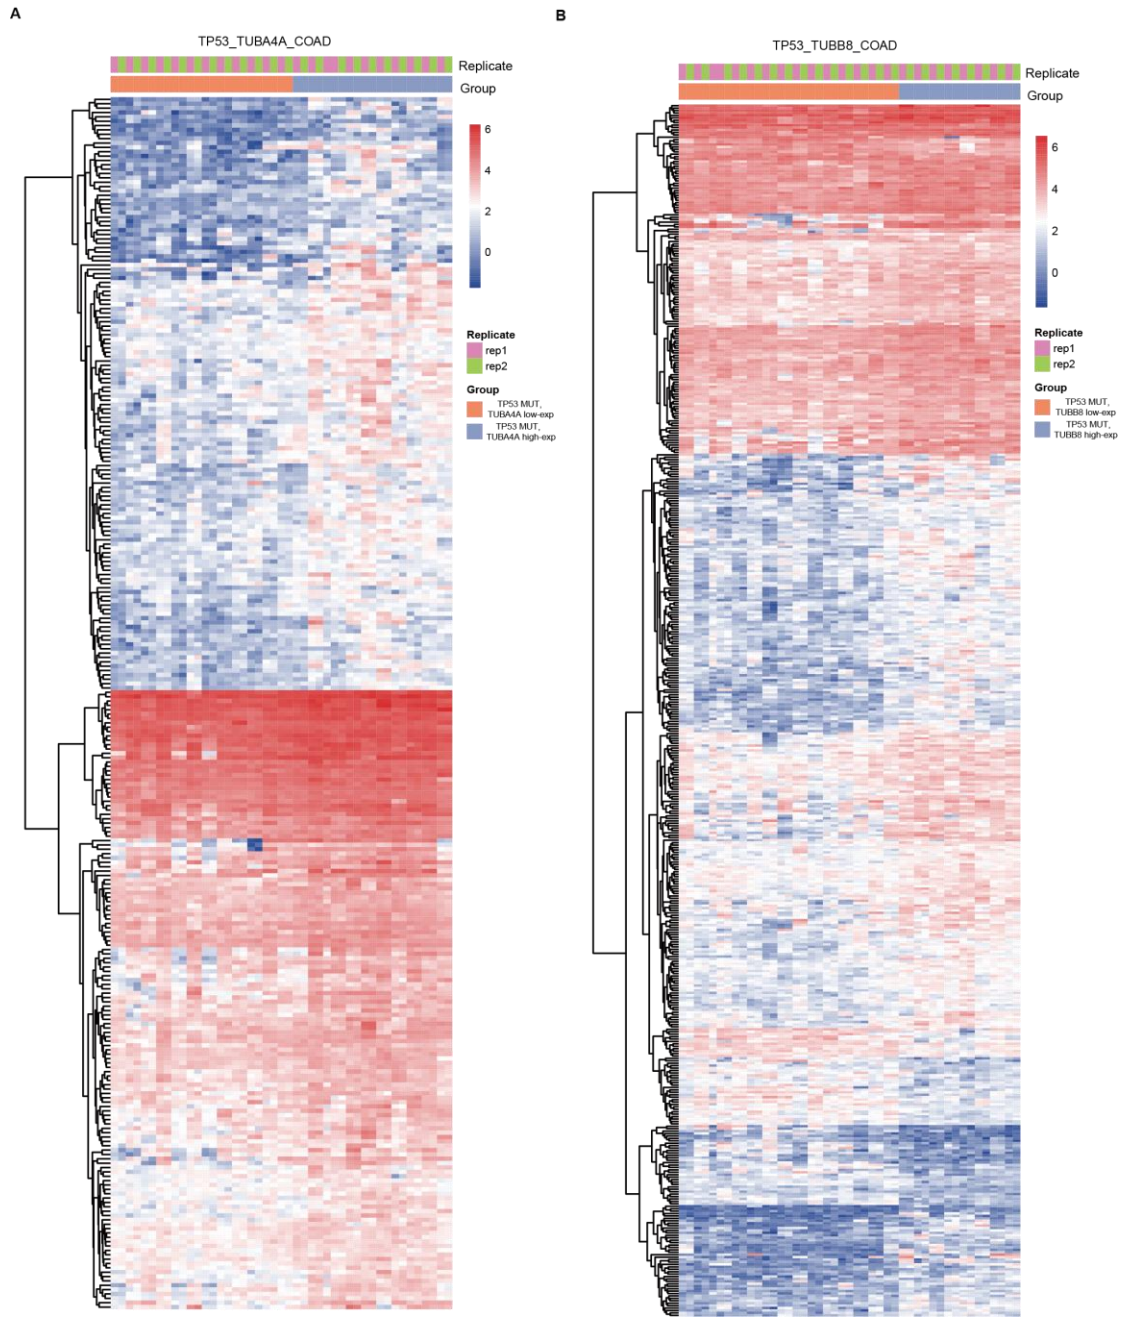 A
TP53_TUBA4A_COAD
Replicate
Group
6
4
2
0
Replicate
rep1
rep2
Group
TP53 MUT,
TUBA4A low-exp
TP53 MUT,
TUBA4A high-exp
B
TP53_TUBB8_COAD
Replicate
Group
6
4
2
0
Replicate
rep1
rep2
Group
TP53 MUT,
TUBB8 low-exp
TP53 MUT,
TUBB8 high-exp